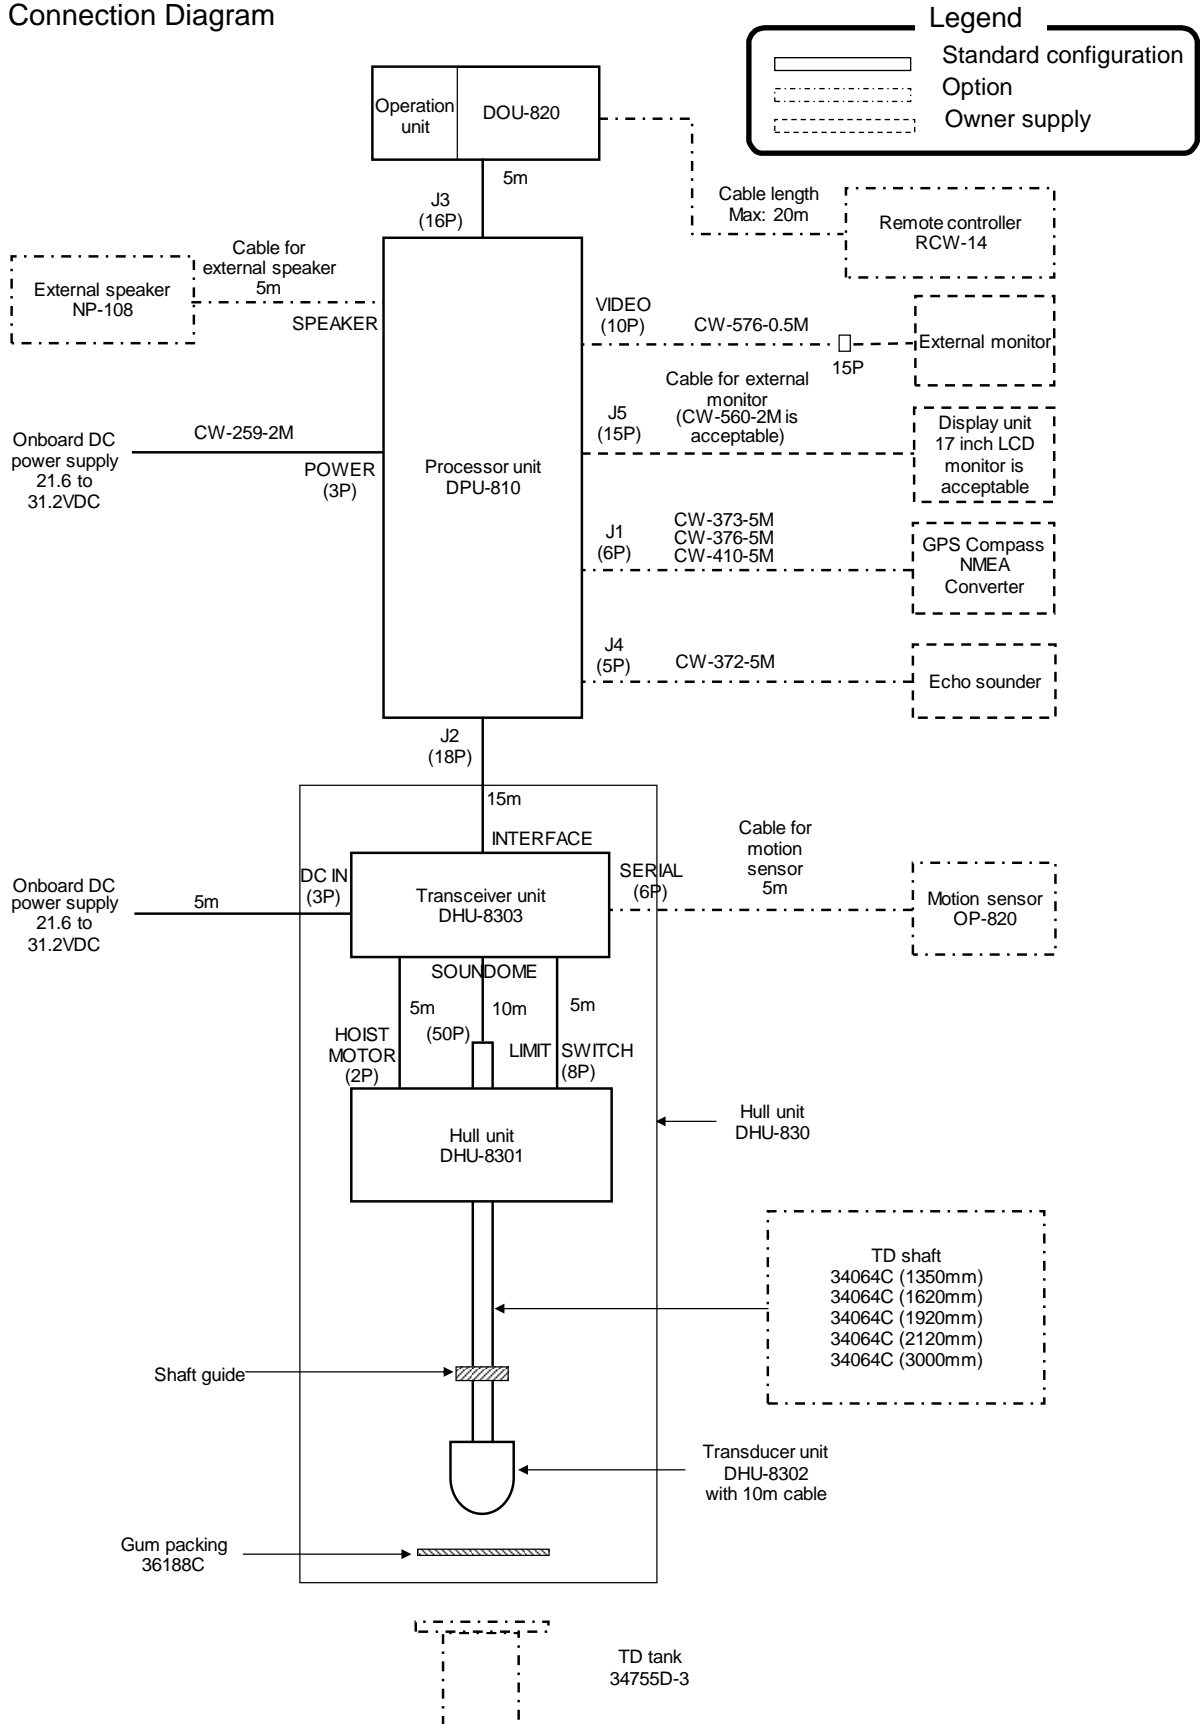 Connection Diagram
Legend
Standard configuration
Option
Owner supply
Operation
unit
DOU-820
5m
J3
(16P)
Cable length
Max: 20m
Remote controller
RCW-14
Cable for
external speaker
5m
External speaker
NP-108
SPEAKER
VIDEO
(10P)
CW-576-0.5M
15P
External monitor
Cable for external
monitor
(CW-560-2M is
acceptable)
J5
(15P)
Display unit
17 inch LCD
monitor is
acceptable
Onboard DC
power supply
21.6 to
31.2VDC
CW-259-2M
POWER
(3P)
Processor unit
DPU-810
J1
(6P)
CW-373-5M
CW-376-5M
CW-410-5M
GPS Compass
NMEA
Converter
J4
(5P)
CW-372-5M
Echo sounder
J2
(18P)
15m
INTERFACE
DC IN
(3P)
Transceiver unit
DHU-8303
SERIAL
(6P)
Cable for
motion
sensor
5m
Motion sensor
OP-820
Onboard DC
power supply
21.6 to
31.2VDC
5m
SOUNDOME
5m
10m
5m
HOIST
MOTOR
(2P)
(50P)
LIMIT SWITCH
(8P)
Hull unit
DHU-8301
Hull unit
DHU-830
TD shaft
34064C (1350mm)
34064C (1620mm)
34064C (1920mm)
34064C (2120mm)
34064C (3000mm)
Shaft guide
Transducer unit
DHU-8302
with 10m cable
Gum packing
36188C
TD tank
34755D-3